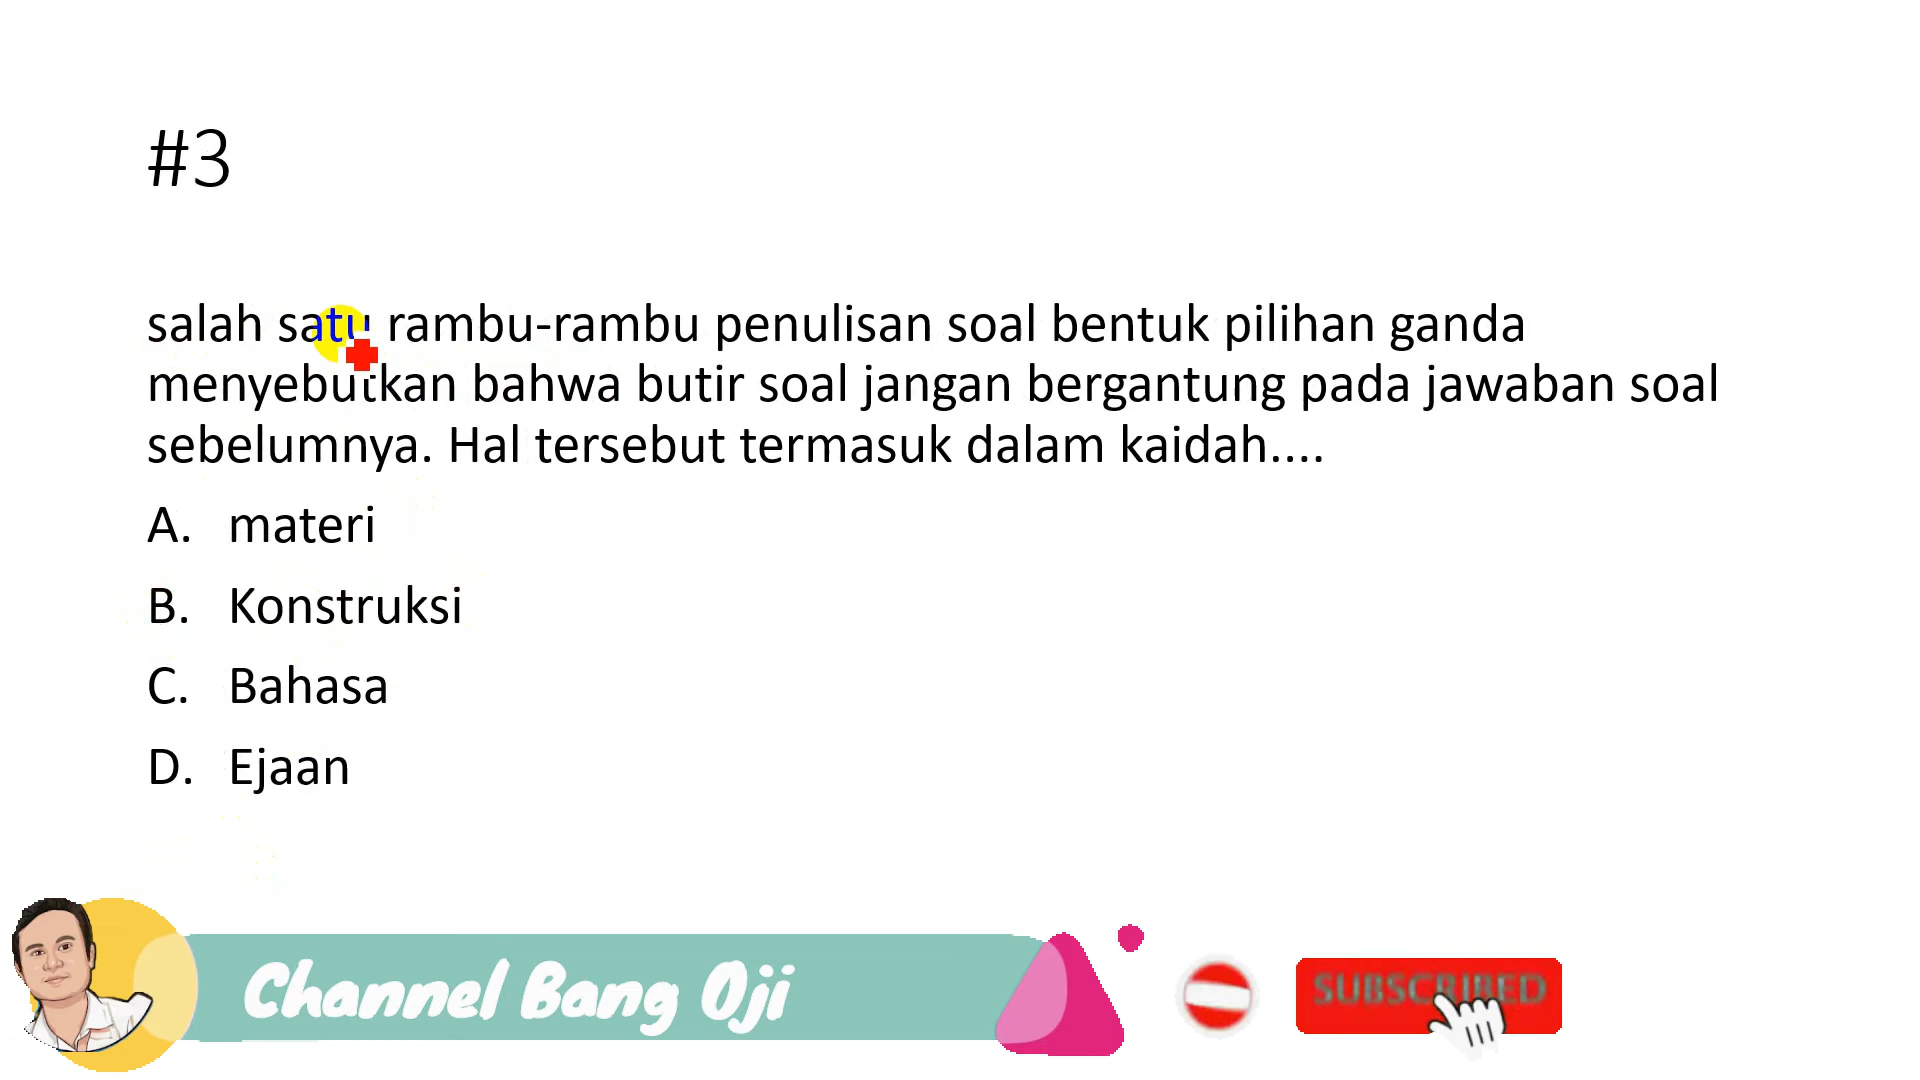 #3
salah satu rambu-rambu penulisan soal bentuk pilihan ganda
menyebutkan bahwa butir soal jangan bergantung pada jawaban soal
sebelumnya. Hal tersebut termasuk dalam kaidah....
A. materi
B. Konstruksi
C. Bahasa
D. Ejaan
Channel Bang Oji
SUBSCRIBED